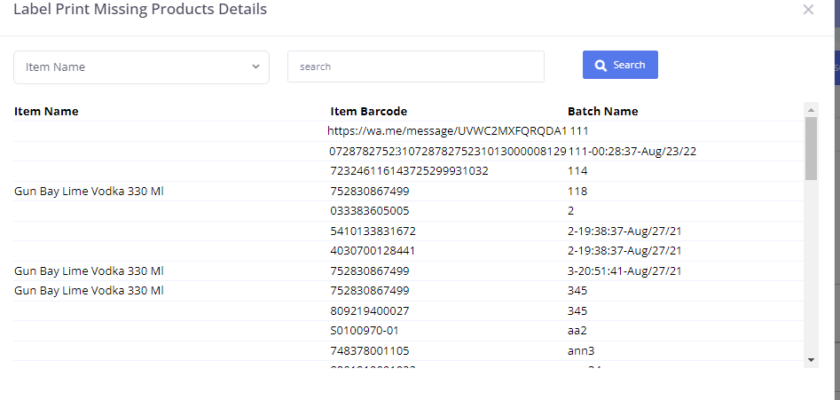 Label Print Missing Products Details
Item Name
search
Search
Item Name Item Barcode Batch Name
https://wa.me/message/UVWC2MXFQRQDA1 111
07287827523107287827523101300000812​9 111-00:28:37-Aug/23/22
723246116143725299931032 114
Gun Bay Lime Vodka 330 Ml 752830867499 118
033383605005 2
5410133831672 2-19:38:37-Aug/27/21
4030700128441 2-19:38:37-Aug/27/21
Gun Bay Lime Vodka 330 Ml 752830867499 3-20:51:41-Aug/27/21
Gun Bay Lime Vodka 330 Ml 752830867499 345
809219400027 345
S0100970-01 aa2
748378001105 ann3